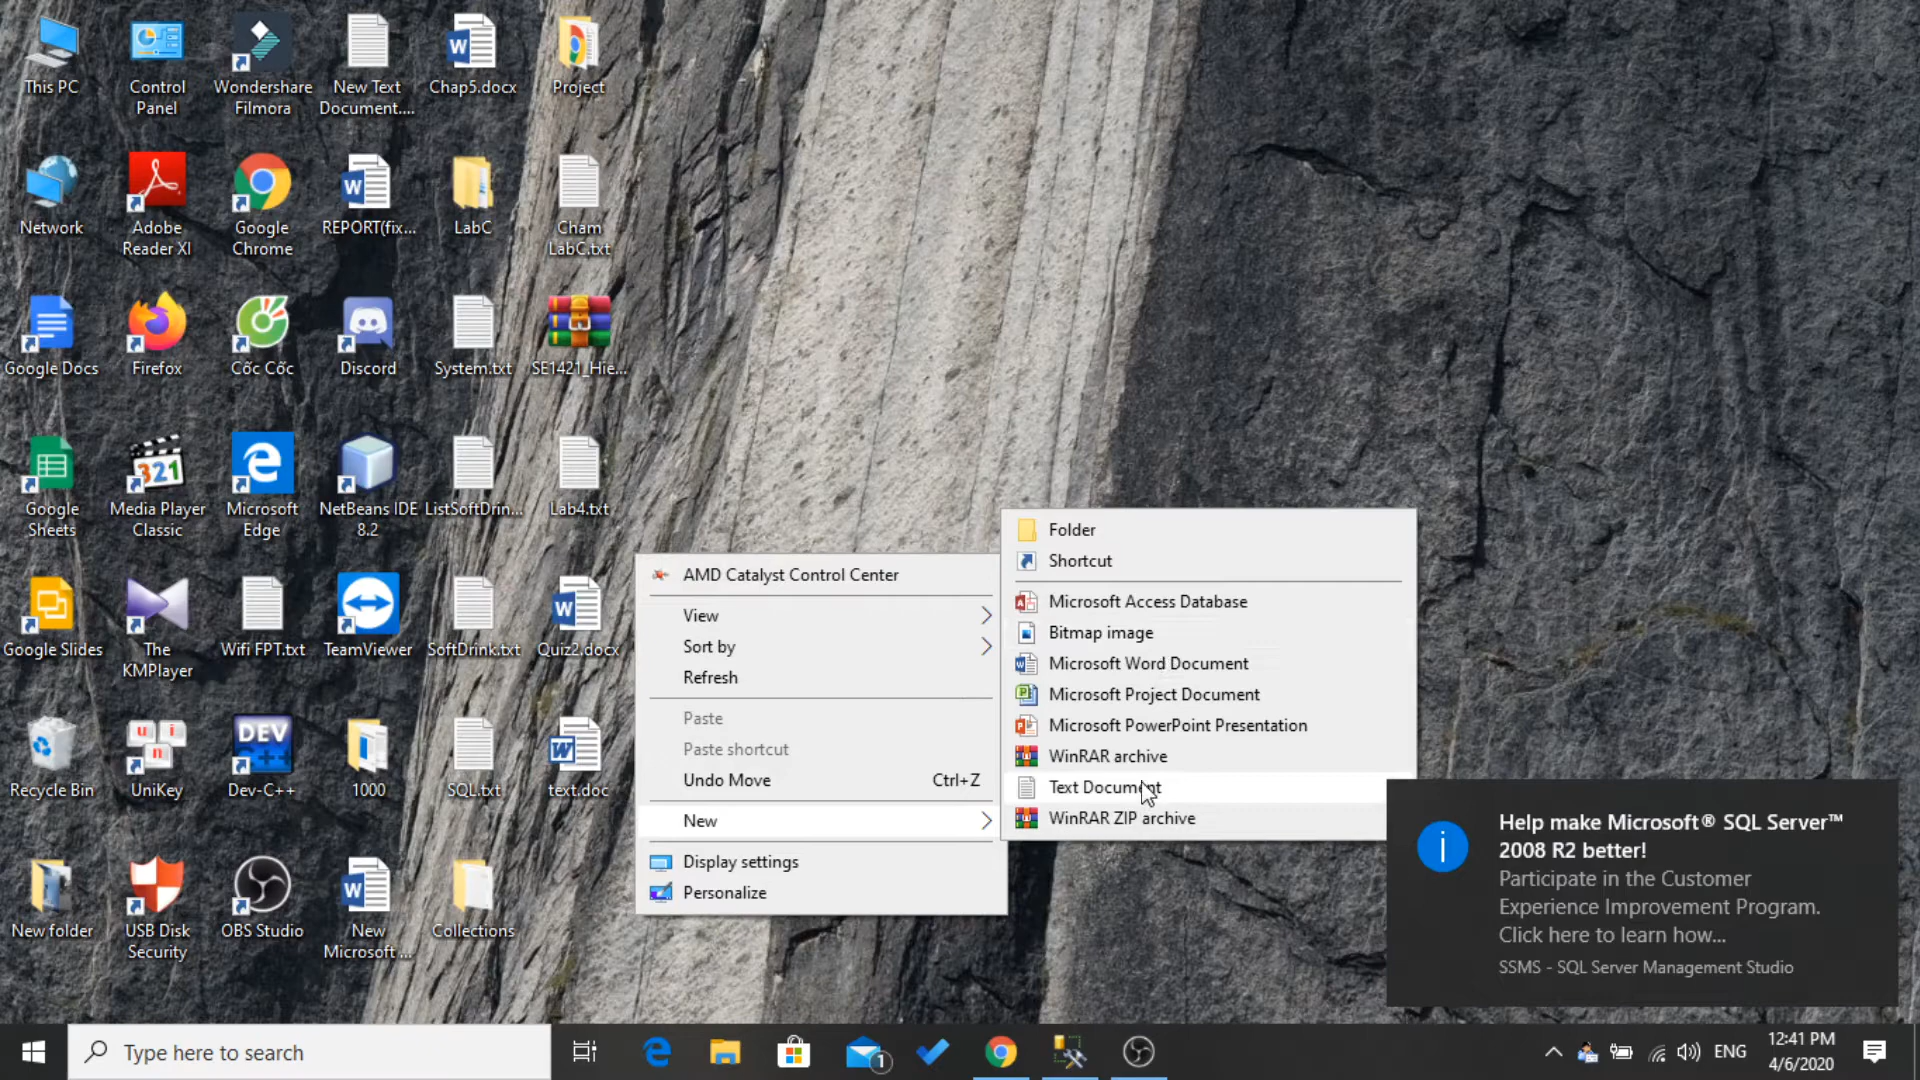 This PC
Control
Panel
Wondershare
Filmora
New Text
Document....
Chap5.docx
Project
Network
Adobe
Reader XI
Google
Chrome
REPORT(fix...
LabC
Cham
LabC.txt
Google Docs
Firefox
Cốc Cốc
Discord
System.txt
SE1421_Hie...
Google
Sheets
Media Player
Classic
Microsoft
Edge
NetBeans IDE
8.2
ListSoftDrin...
Lab4.txt
Google Slides
The
KMPlayer
Wifi FPT.txt
TeamViewer
SoftDrink.txt
Quiz2.docx
Recycle Bin
UniKey
DEV
Dev-C++
1000
SQL.txt
text.doc
New folder
USB Disk
Security
OBS Studio
New
Microsoft ...
Collections
AMD Catalyst Control Center
View
Sort by
Refresh
Paste
Paste shortcut
Undo Move Ctrl+Z
New
Display settings
Personalize
Folder
Shortcut
Microsoft Access Database
Bitmap image
Microsoft Word Document
Microsoft Project Document
Microsoft PowerPoint Presentation
WinRAR archive
Text Document
WinRAR ZIP archive
Help make Microsoft® SQL Server™
2008 R2 better!
Participate in the Customer
Experience Improvement Program.
Click here to learn how...
SSMS - SQL Server Management Studio
Type here to search
1
ENG
12:41 PM
4/6/2020